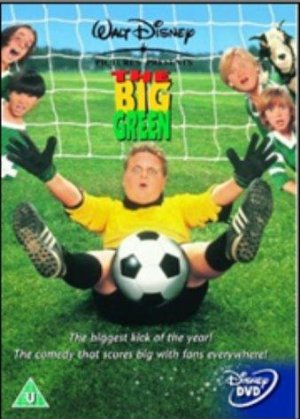 WALT DISNEY
PICTURES PRESENTS
THE
BIG
GREEN
The biggest kick of the year!
The comedy that scores big with fans everywhere!
U
DISNEY
DVD